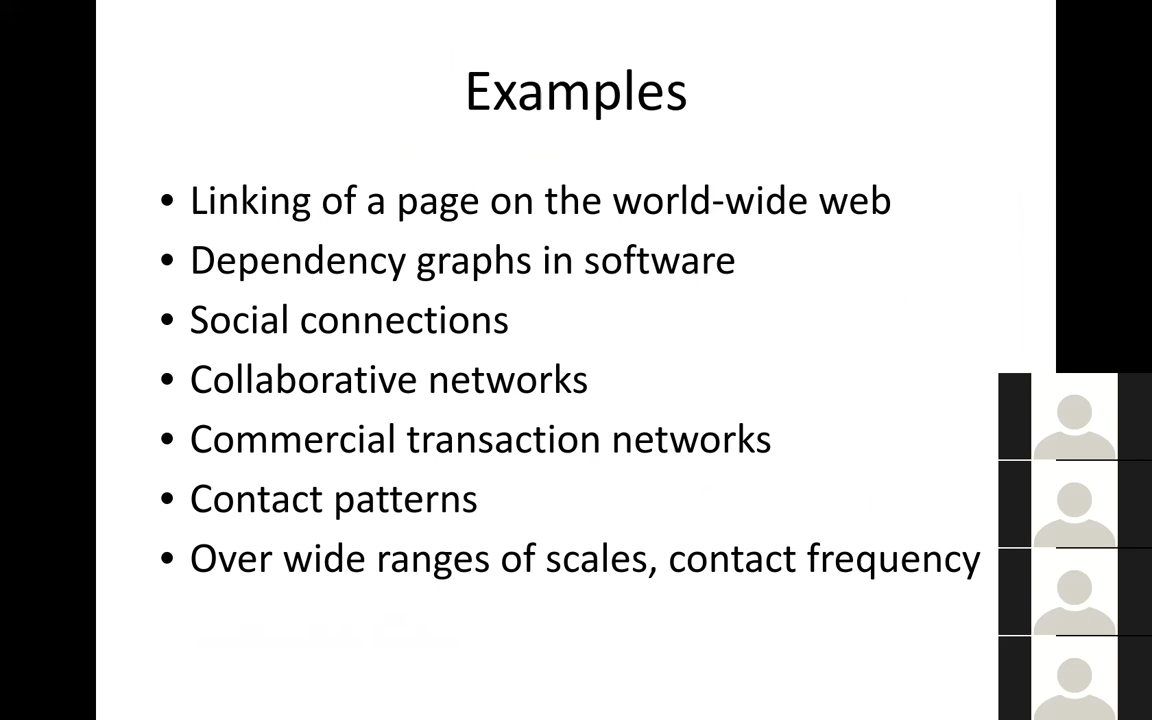 Examples
• Linking of a page on the world-wide web
• Dependency graphs in software
• Social connections
• Collaborative networks
• Commercial transaction networks
• Contact patterns
• Over wide ranges of scales, contact frequency